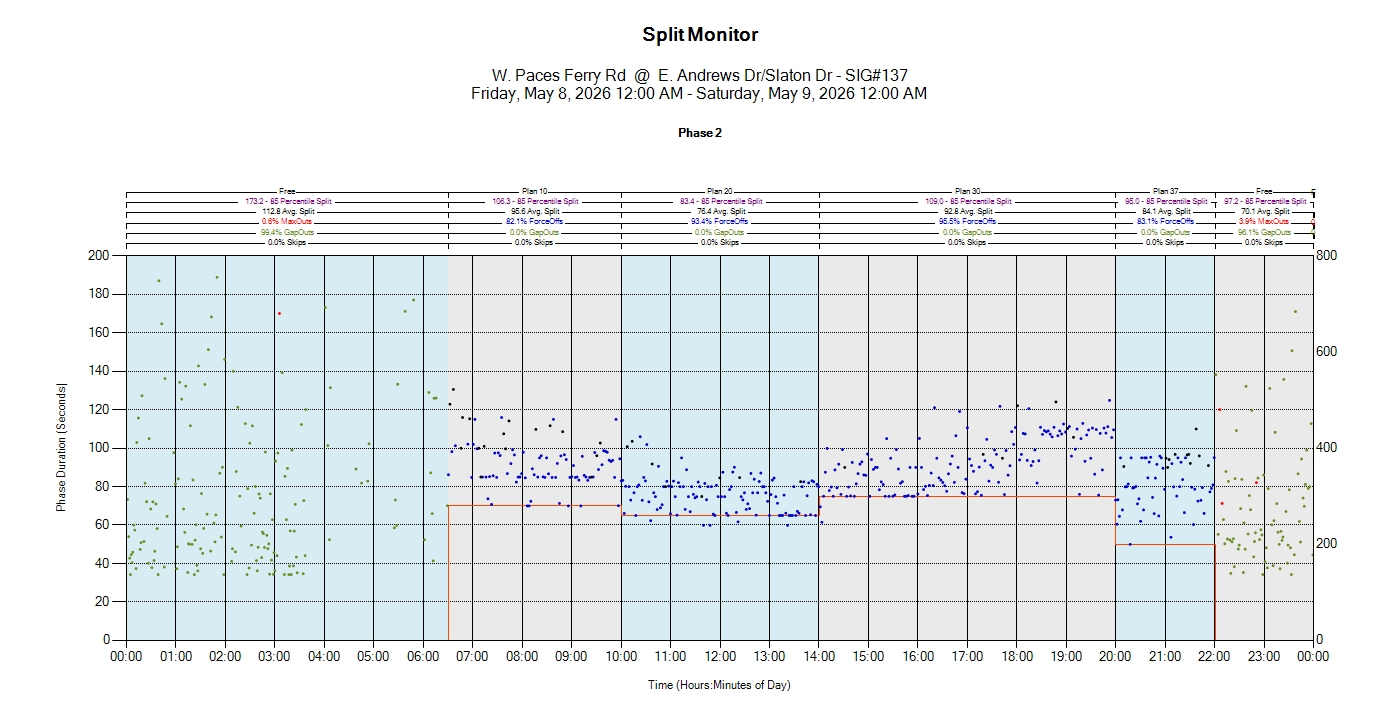 Split Monitor
W. Paces Ferry Rd @ E. Andrews Dr/Slaton Dr - SIG#137
Friday, May 8, 2026 12:00 AM - Saturday, May 9, 2026 12:00 AM
Phase 2
Free Plan 10 Plan 20 Plan 30 Plan 37 Free
173.2 - 85 Percentile Split 106.3 - 85 Percentile Split 83.4 - 85 Percentile Split 109.0 - 85 Percentile Split 95.0 - 85 Percentile Split 97.2 - 85 Percentile Split
112.8 Avg. Split 95.6 Avg. Split 76.4 Avg. Split 92.8 Avg. Split 84.1 Avg. Split 70.1 Avg. Split
0.6% MaxOuts 82.1% ForceOffs 93.4% ForceOffs 95.5% ForceOffs 83.1% ForceOffs 3.9% MaxOuts
99.4% GapOuts 0.0% GapOuts 0.0% GapOuts 0.0% GapOuts 0.0% GapOuts 96.1% GapOuts
0.0% Skips 0.0% Skips 0.0% Skips 0.0% Skips 0.0% Skips 0.0% Skips
Phase Duration (Seconds)
200
180
160
140
120
100
80
60
40
20
0
800
600
400
200
0
00:00 01:00 02:00 03:00 04:00 05:00 06:00 07:00 08:00 09:00 10:00 11:00 12:00 13:00 14:00 15:00 16:00 17:00 18:00 19:00 20:00 21:00 22:00 23:00 00:00
Time (Hours:Minutes of Day)